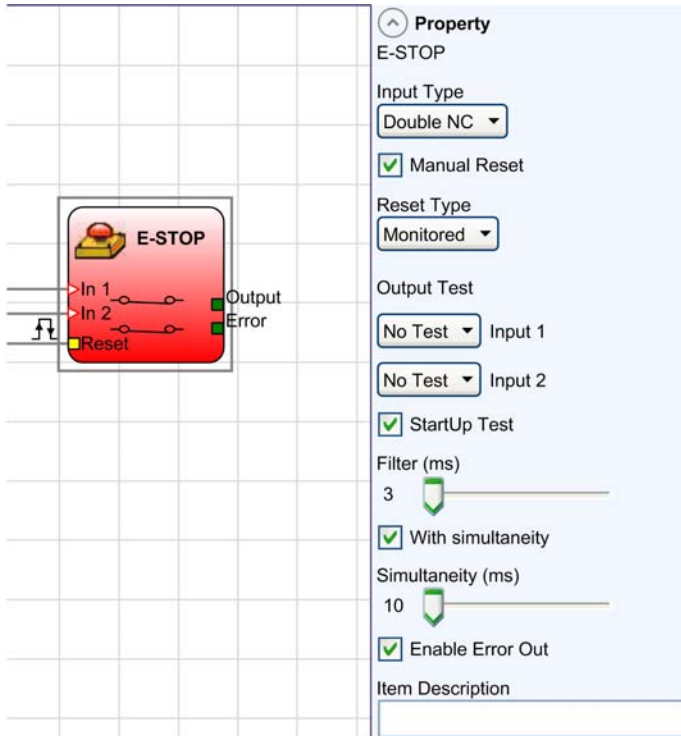 E-STOP
In 1
In 2
Reset
Output
Error
Property
E-STOP
Input Type
Double NC
Manual Reset
Reset Type
Monitored
Output Test
No Test Input 1
No Test Input 2
StartUp Test
Filter (ms)
3
With simultaneity
Simultaneity (ms)
10
Enable Error Out
Item Description